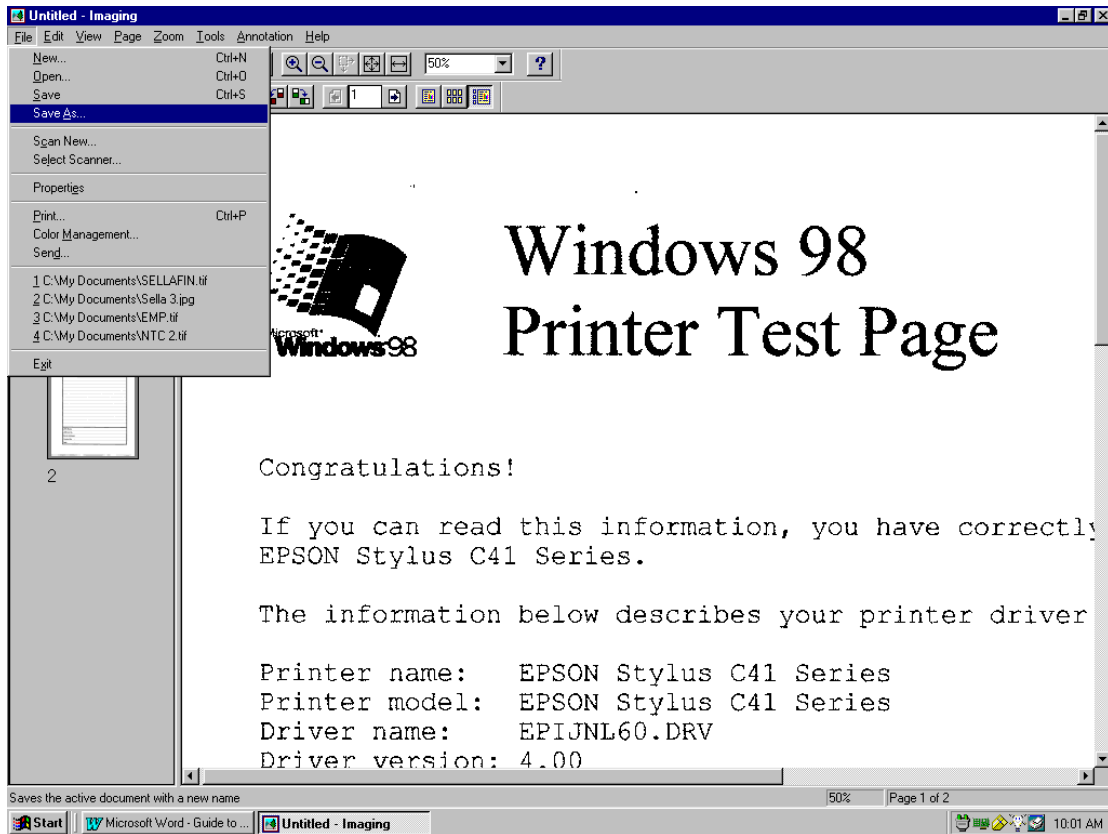 Untitled - Imaging
File Edit View Page Zoom Tools Annotation Help
New... Ctrl+N
Open... Ctrl+O
Save Ctrl+S
Save As...
Scan New...
Select Scanner...
Properties
Print... Ctrl+P
Color Management...
Send...
1 C:\My Documents\SELLAFIN.tif
2 C:\My Documents\Sella 3.jpg
3 C:\My Documents\EMP.tif
4 C:\My Documents\NTC 2.tif
Exit
50% ?
1
2
Microsoft
Windows 98
Windows 98
Printer Test Page
Congratulations!
If you can read this information, you have correctly
EPSON Stylus C41 Series.
The information below describes your printer driver
Printer name: EPSON Stylus C41 Series
Printer model: EPSON Stylus C41 Series
Driver name: EPIJNL60.DRV
Driver version: 4.00
Saves the active document with a new name 50% Page 1 of 2
Start Microsoft Word - Guide to ... Untitled - Imaging 10:01 AM